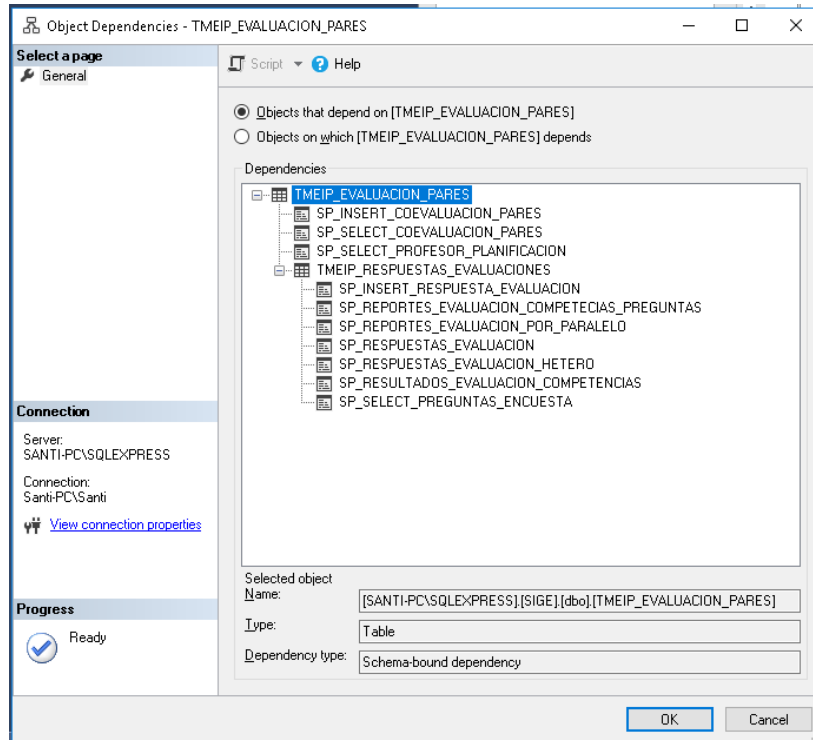 Object Dependencies - TMEIP_EVALUACION_PARES
Select a page
General
Script
Help
Objects that depend on [TMEIP_EVALUACION_PARES]
Objects on which [TMEIP_EVALUACION_PARES] depends
Dependencies
TMEIP_EVALUACION_PARES
SP_INSERT_COEVALUACION_PARES
SP_SELECT_COEVALUACION_PARES
SP_SELECT_PROFESOR_PLANIFICACION
TMEIP_RESPUESTAS_EVALUACIONES
SP_INSERT_RESPUESTA_EVALUACION
SP_REPORTES_EVALUACION_COMPETECIAS_PREGUNTAS
SP_REPORTES_EVALUACION_POR_PARALELO
SP_RESPUESTAS_EVALUACION
SP_RESPUESTAS_EVALUACION_HETERO
SP_RESULTADOS_EVALUACION_COMPETENCIAS
SP_SELECT_PREGUNTAS_ENCUESTA
Connection
Server:
SANTI-PC\SQLEXPRESS
Connection:
Santi-PC\Santi
View connection properties
Progress
Ready
Selected object
Name: [SANTI-PC\SQLEXPRESS].[SIGE].[dbo].[TMEIP_EVALUACION_PARES]
Type: Table
Dependency type: Schema-bound dependency
OK
Cancel